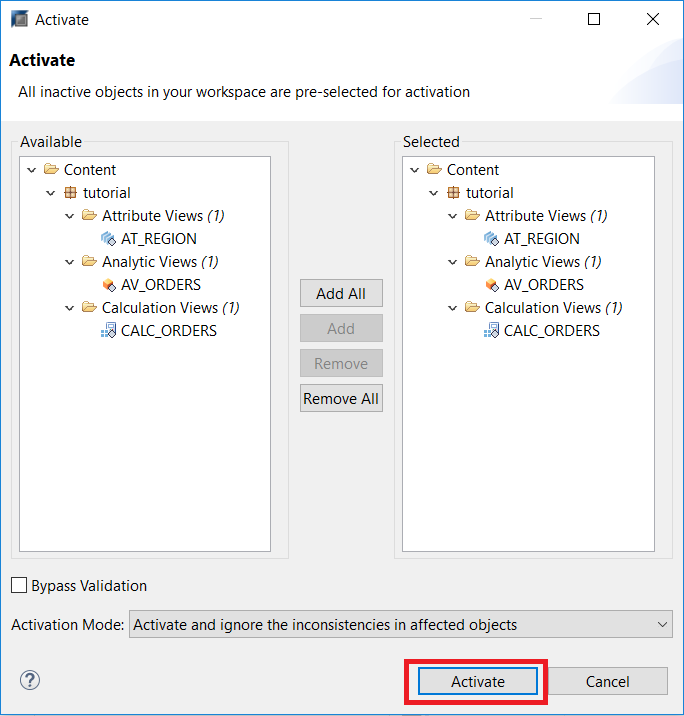 Activate
Activate
All inactive objects in your workspace are pre-selected for activation
Available
Content
tutorial
Attribute Views (1)
AT_REGION
Analytic Views (1)
AV_ORDERS
Calculation Views (1)
CALC_ORDERS
Add All
Add
Remove
Remove All
Selected
Content
tutorial
Attribute Views (1)
AT_REGION
Analytic Views (1)
AV_ORDERS
Calculation Views (1)
CALC_ORDERS
Bypass Validation
Activation Mode: Activate and ignore the inconsistencies in affected objects
?
Activate
Cancel